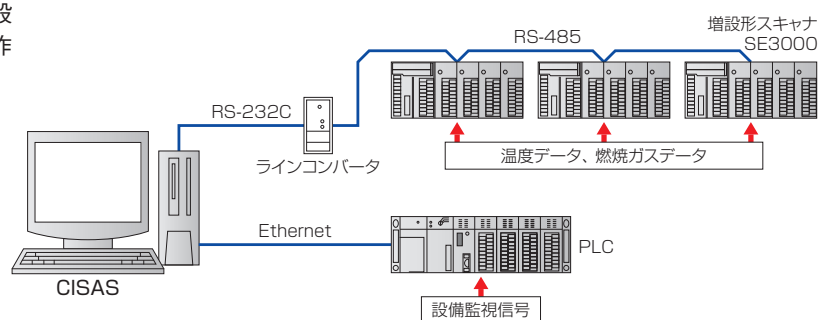 設
作
RS-485
増設形スキャナ
SE3000
RS-232C
ラインコンバータ
温度データ、燃焼ガスデータ
Ethernet
PLC
CISAS
設備監視信号